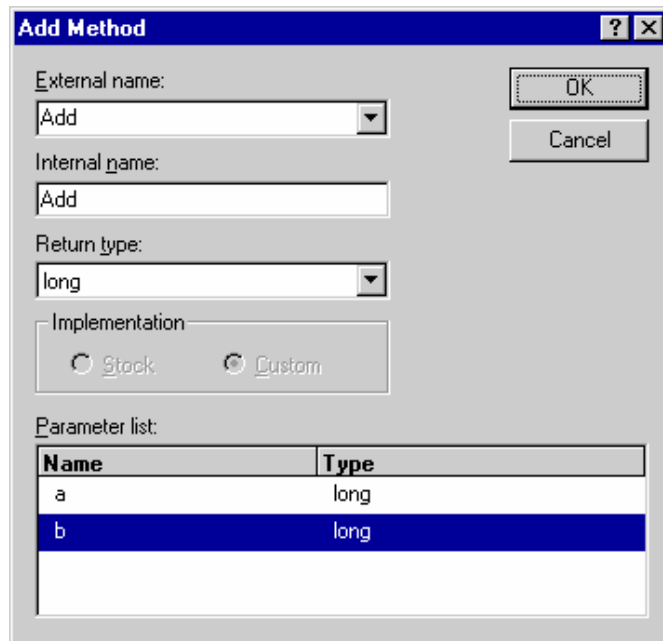 Add Method
External name:
OK
Add
Cancel
Internal name:
Add
Return type:
long
Implementation
Stock Custom
Parameter list:
Name Type
a long
b long